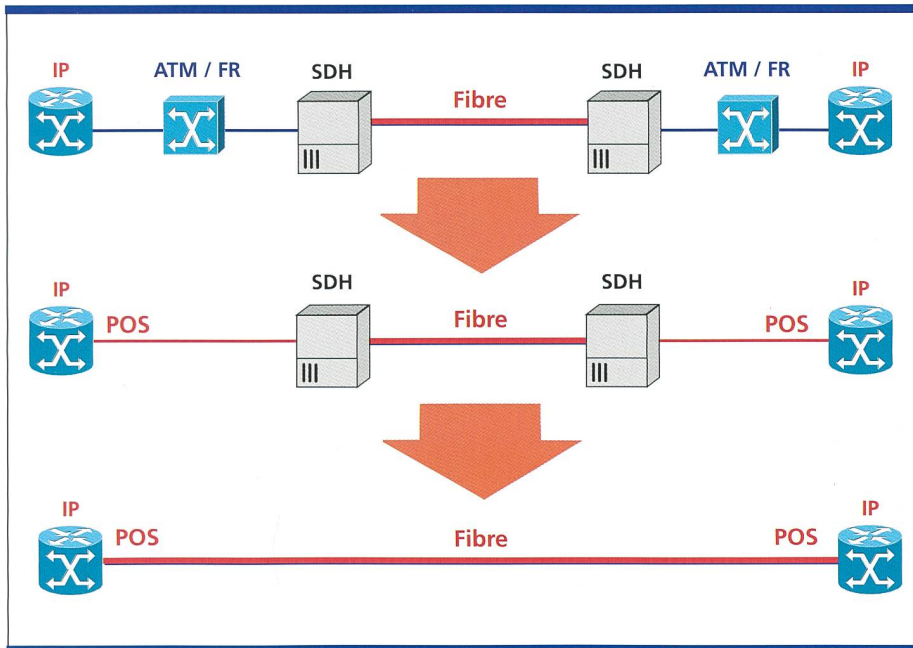 IP ATM / FR SDH Fibre SDH ATM / FR IP
IP POS SDH Fibre SDH POS IP
IP POS Fibre POS IP